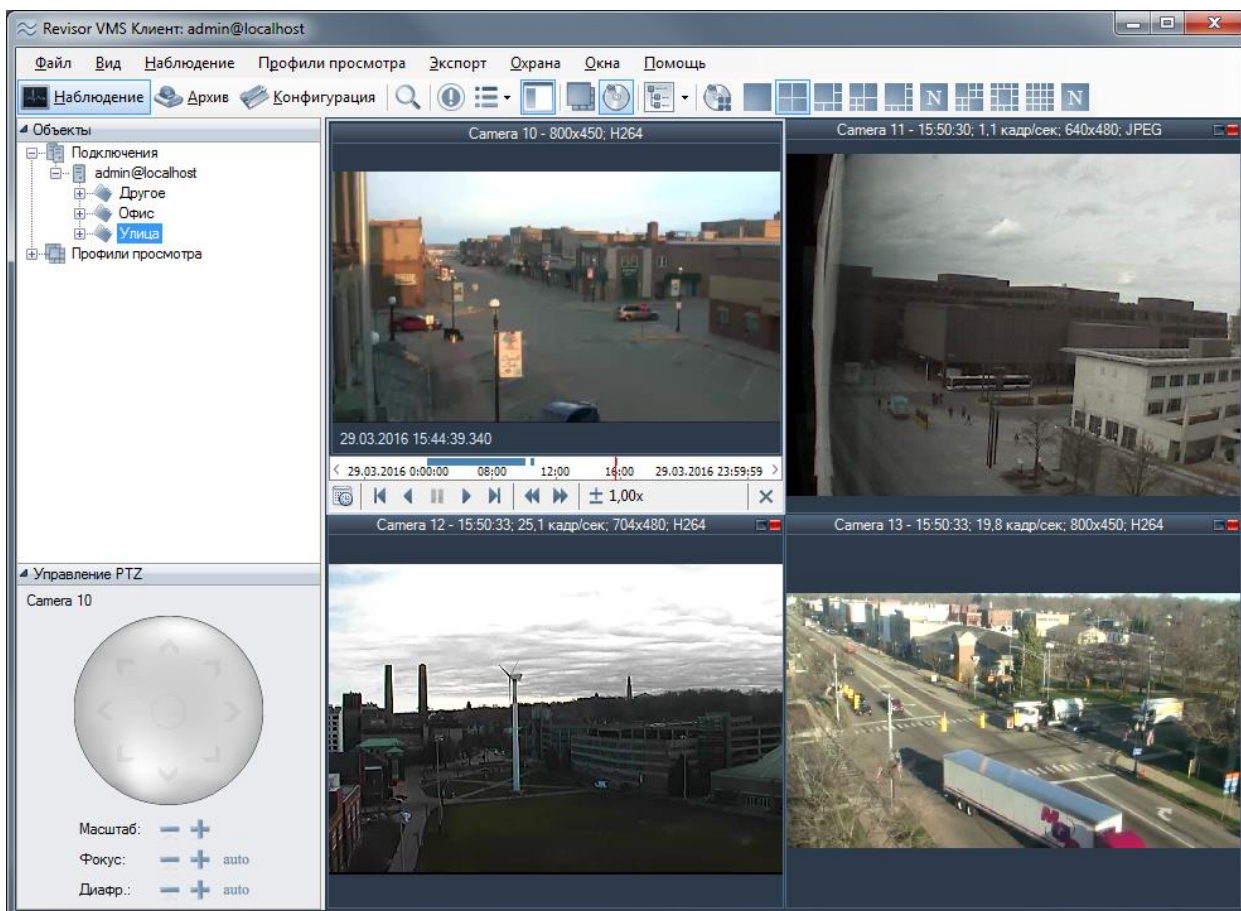 Revisor VMS Клиент: admin@localhost
Файл Вид Наблюдение Профили просмотра Экспорт Охрана Окна Помощь
Наблюдение Архив Конфигурация N N
Объекты
Подключения
admin@localhost
Другое
Офис
Улица
Профили просмотра
Camera 10 - 800x450; H264
29.03.2016 15:44:39.340
29.03.2016 0:00:00 08:00 12:00 16:00 29.03.2016 23:59:59
1,00x
Camera 11 - 15:50:30; 1,1 кадр/сек; 640x480; JPEG
Camera 12 - 15:50:33; 25,1 кадр/сек; 704x480; H264
Camera 13 - 15:50:33; 19,8 кадр/сек; 800x450; H264
Управление PTZ
Camera 10
Масштаб:
Фокус: auto
Диафр.: auto